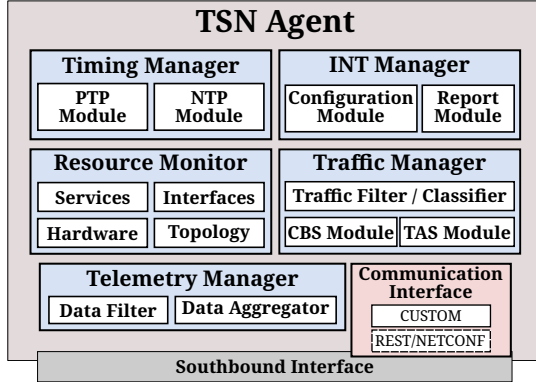 TSN Agent
Timing Manager
PTP
Module
NTP
Module
INT Manager
Configuration
Module
Report
Module
Resource Monitor
Services
Interfaces
Hardware
Topology
Traffic Manager
Traffic Filter / Classifier
CBS Module
TAS Module
Telemetry Manager
Data Filter
Data Aggregator
Communication
Interface
CUSTOM
REST/NETCONF
Southbound Interface